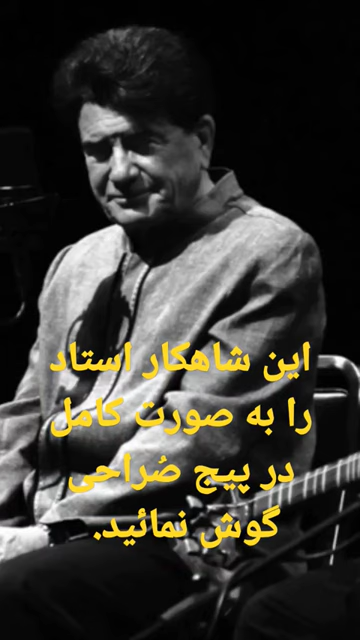 این شاهکار استاد
را به صورت کامل
در پیج صُراحی
گوش نمائید.